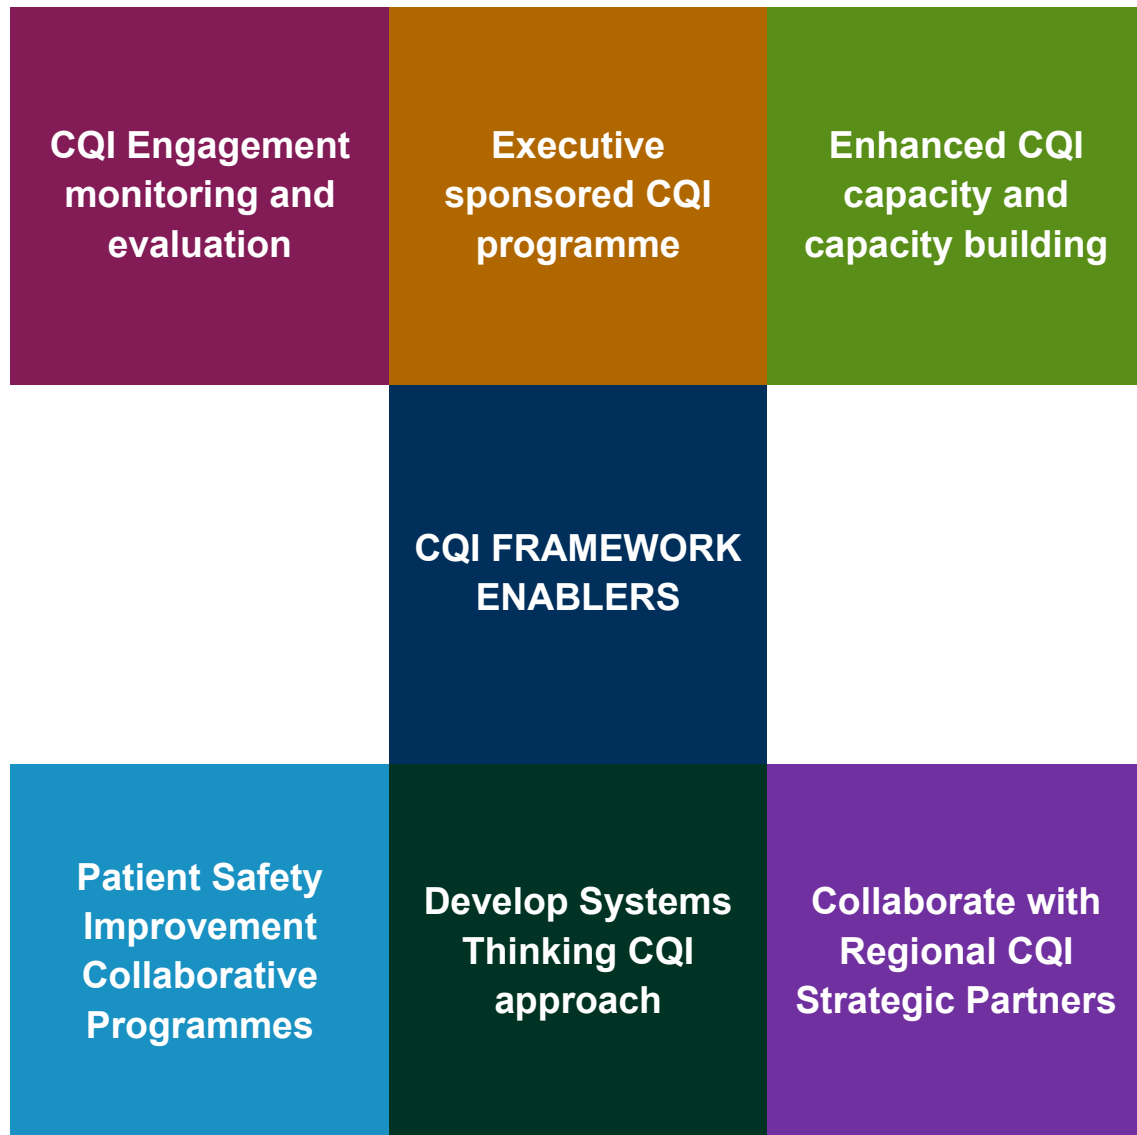 CQI Engagement
monitoring and
evaluation
Executive
sponsored CQI
programme
Enhanced CQI
capacity and
capacity building
CQI FRAMEWORK
ENABLERS
Patient Safety
Improvement
Collaborative
Programmes
Develop Systems
Thinking CQI
approach
Collaborate with
Regional CQI
Strategic Partners